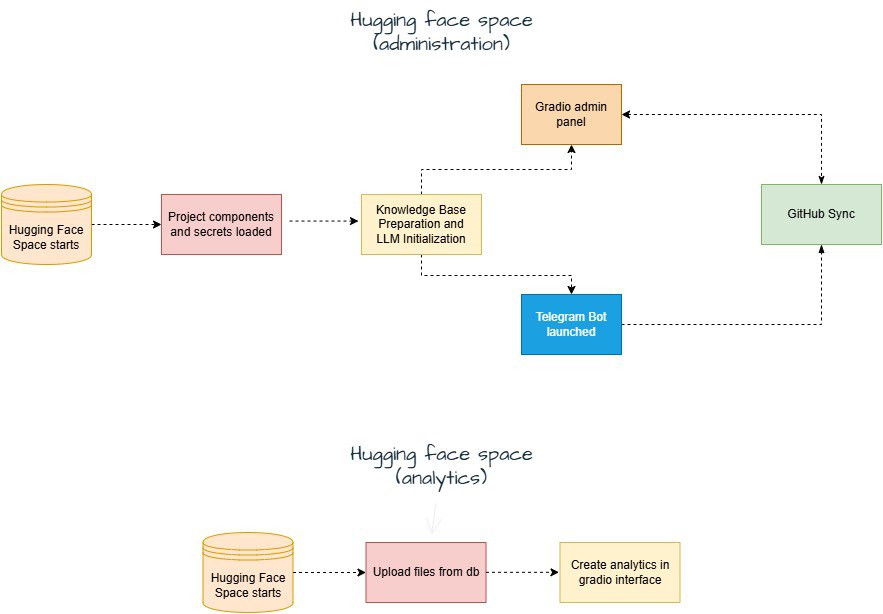 Hugging face space
(administration)
Gradio admin
panel
Hugging Face
Space starts
Project components
and secrets loaded
Knowledge Base
Preparation and
LLM Initialization
GitHub Sync
Telegram Bot
launched
Hugging face space
(analytics)
Hugging Face
Space starts
Upload files from db
Create analytics in
gradio interface